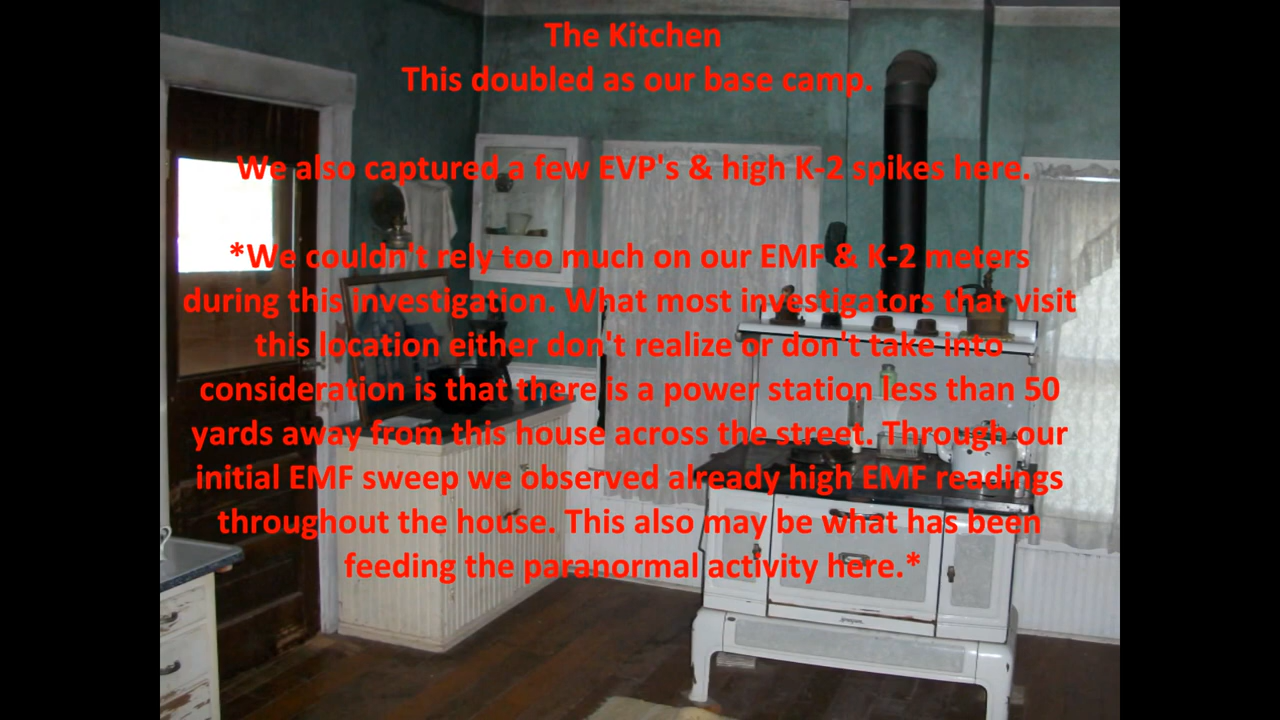 The Kitchen
This doubled as our base camp.
We also captured a few EVP's & high K-2 spikes here.
*We couldn't rely too much on our EMF & K-2 meters
during this investigation. What most investigators that visit
this location either don't realize or don't take into
consideration is that there is a power station less than 50
yards away from this house across the street. Through our
initial EMF sweep we observed already high EMF readings
throughout the house. This also may be what has been
feeding the paranormal activity here.*